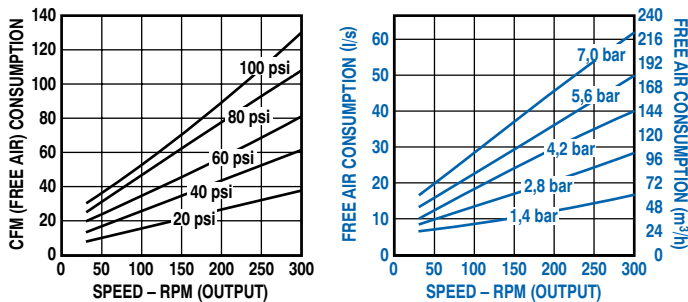 CFM (FREE AIR) CONSUMPTION
140
120
100
80
60
40
20
0
100 psi
80 psi
60 psi
40 psi
20 psi
0 50 100 150 200 250 300
SPEED – RPM (OUTPUT)
FREE AIR CONSUMPTION (l/s)
60
50
40
30
20
10
0
7,0 bar
5,6 bar
4,2 bar
2,8 bar
1,4 bar
0 50 100 150 200 250 300
SPEED – RPM (OUTPUT)
240
216
192
168
144
120
96
72
48
24
0
FREE AIR CONSUMPTION (m³/h)